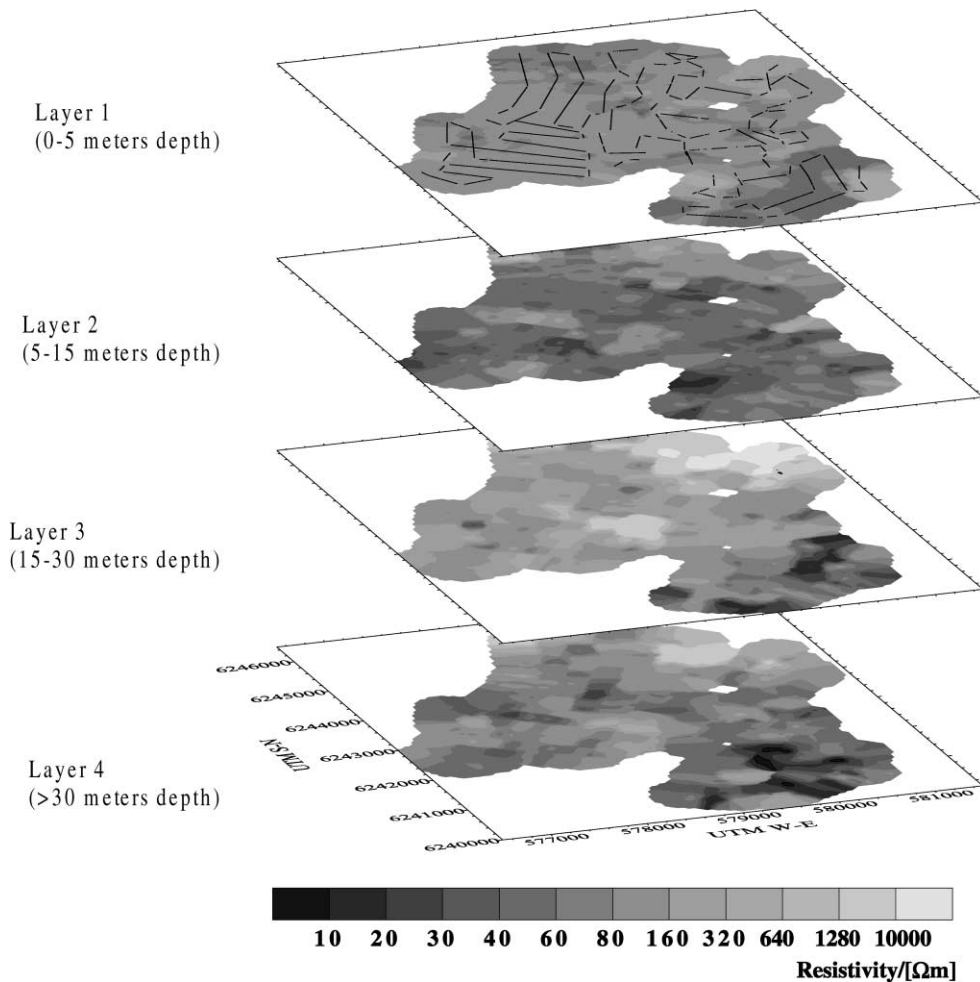 Layer 1
(0-5 meters depth)
Layer 2
(5-15 meters depth)
Layer 3
(15-30 meters depth)
Layer 4
(>30 meters depth)
6246000
6245000
6244000
6243000
6242000
6241000
6240000
UTM S-N
577000
578000
579000
580000
581000
UTM W-E
10 20 30 40 60 80 160 320 640 1280 10000
Resistivity/[Ωm]